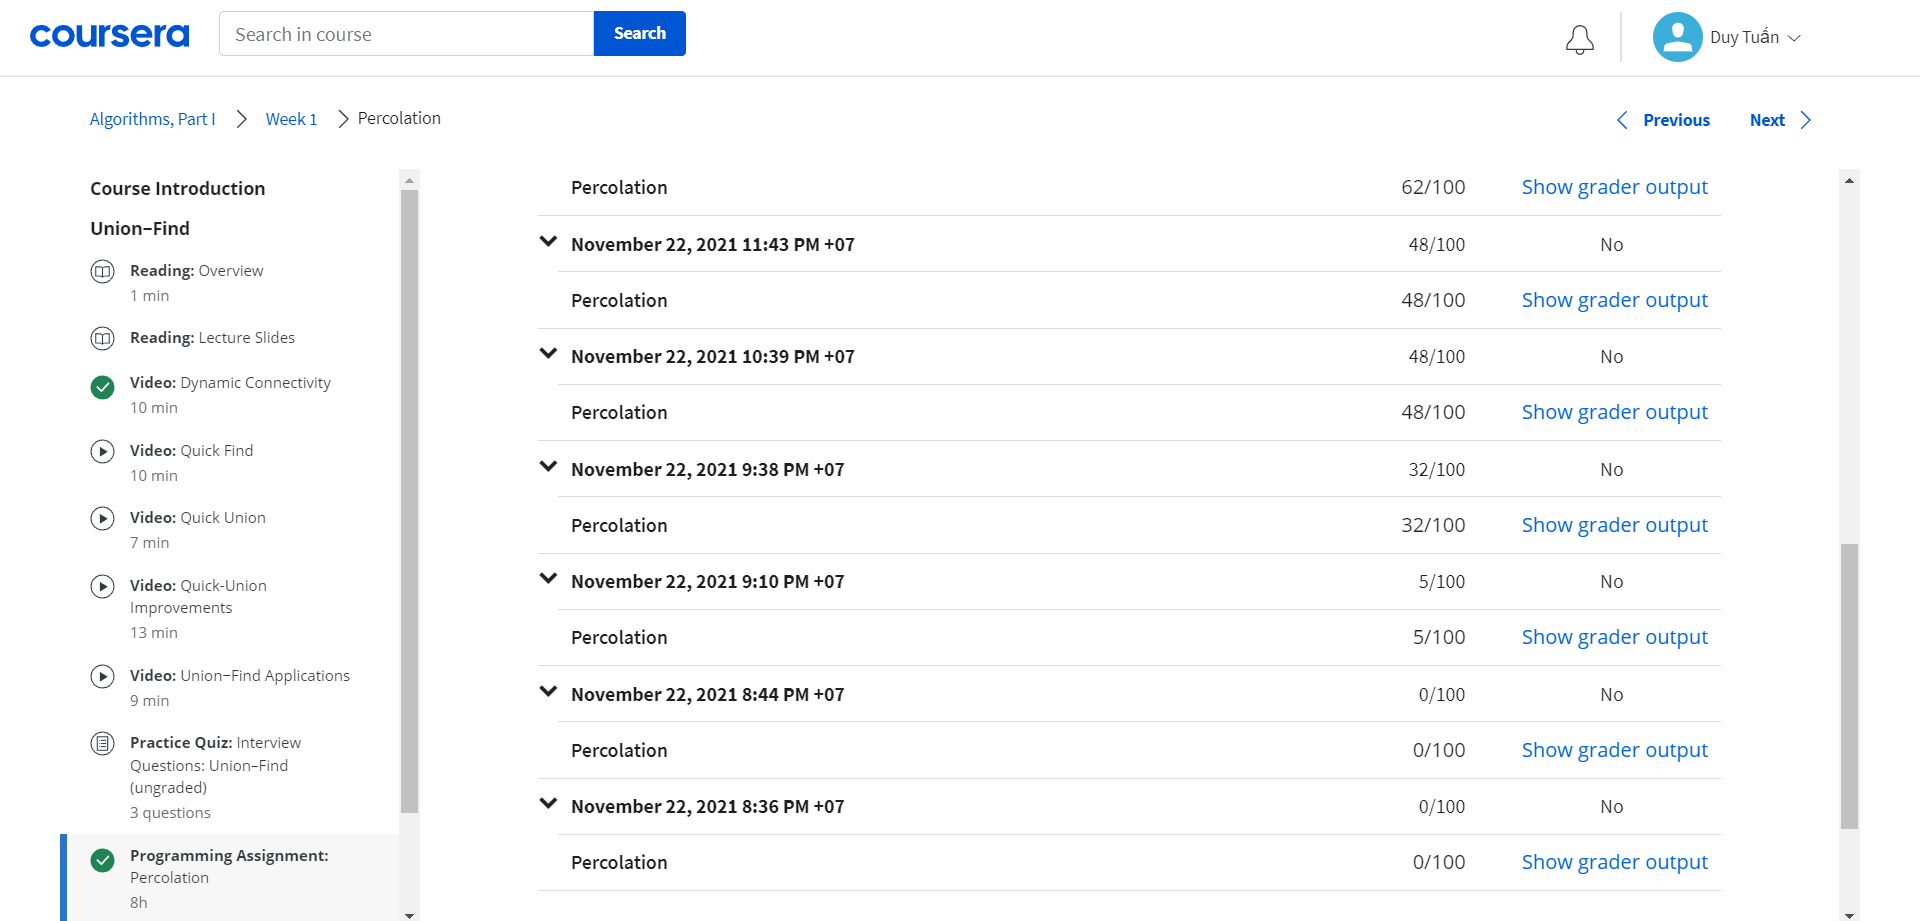 coursera
Search in course
Search
Duy Tuấn
Algorithms, Part I
Week 1
Percolation
Previous
Next
Course Introduction
Union–Find
Reading: Overview
1 min
Reading: Lecture Slides
Video: Dynamic Connectivity
10 min
Video: Quick Find
10 min
Video: Quick Union
7 min
Video: Quick-Union
Improvements
13 min
Video: Union–Find Applications
9 min
Practice Quiz: Interview
Questions: Union–Find
(ungraded)
3 questions
Programming Assignment:
Percolation
8h
Percolation 62/100 Show grader output
November 22, 2021 11:43 PM +07 48/100 No
Percolation 48/100 Show grader output
November 22, 2021 10:39 PM +07 48/100 No
Percolation 48/100 Show grader output
November 22, 2021 9:38 PM +07 32/100 No
Percolation 32/100 Show grader output
November 22, 2021 9:10 PM +07 5/100 No
Percolation 5/100 Show grader output
November 22, 2021 8:44 PM +07 0/100 No
Percolation 0/100 Show grader output
November 22, 2021 8:36 PM +07 0/100 No
Percolation 0/100 Show grader output